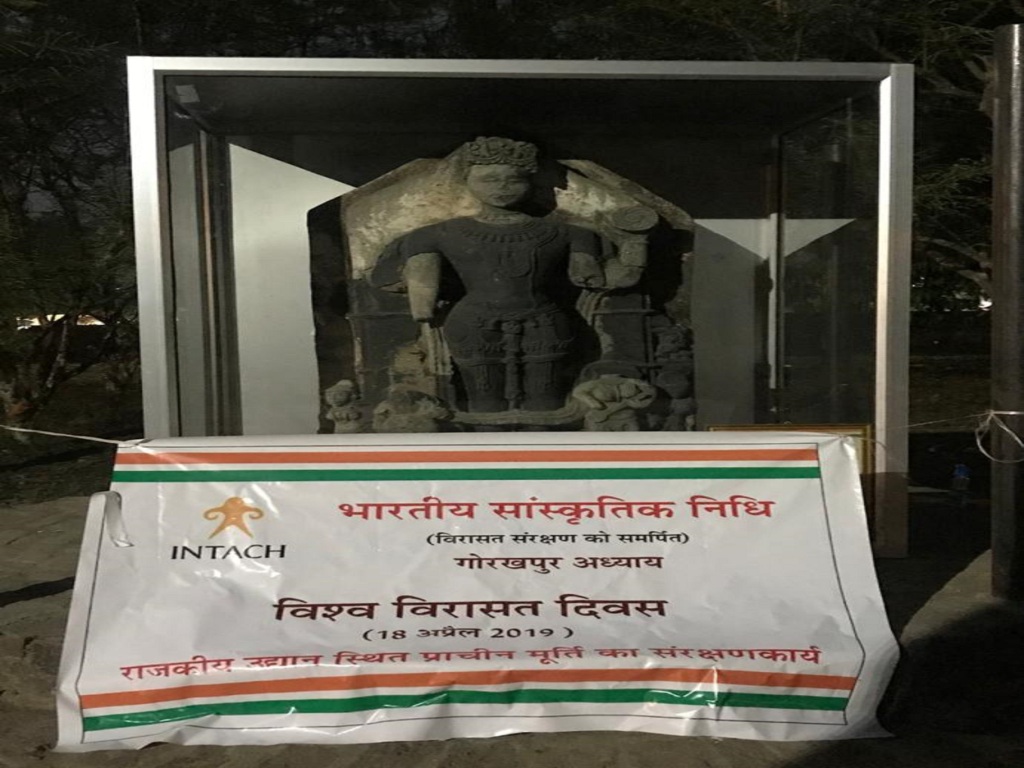 भारतीय सांस्कृतिक निधि
INTACH
(विरासत संरक्षण को समर्पित)
गोरखपुर अध्याय
विश्व विरासत दिवस
(18 अप्रैल 2019 )
राजकीय उद्यान स्थित प्राचीन मूर्ति का संरक्षणकार्य